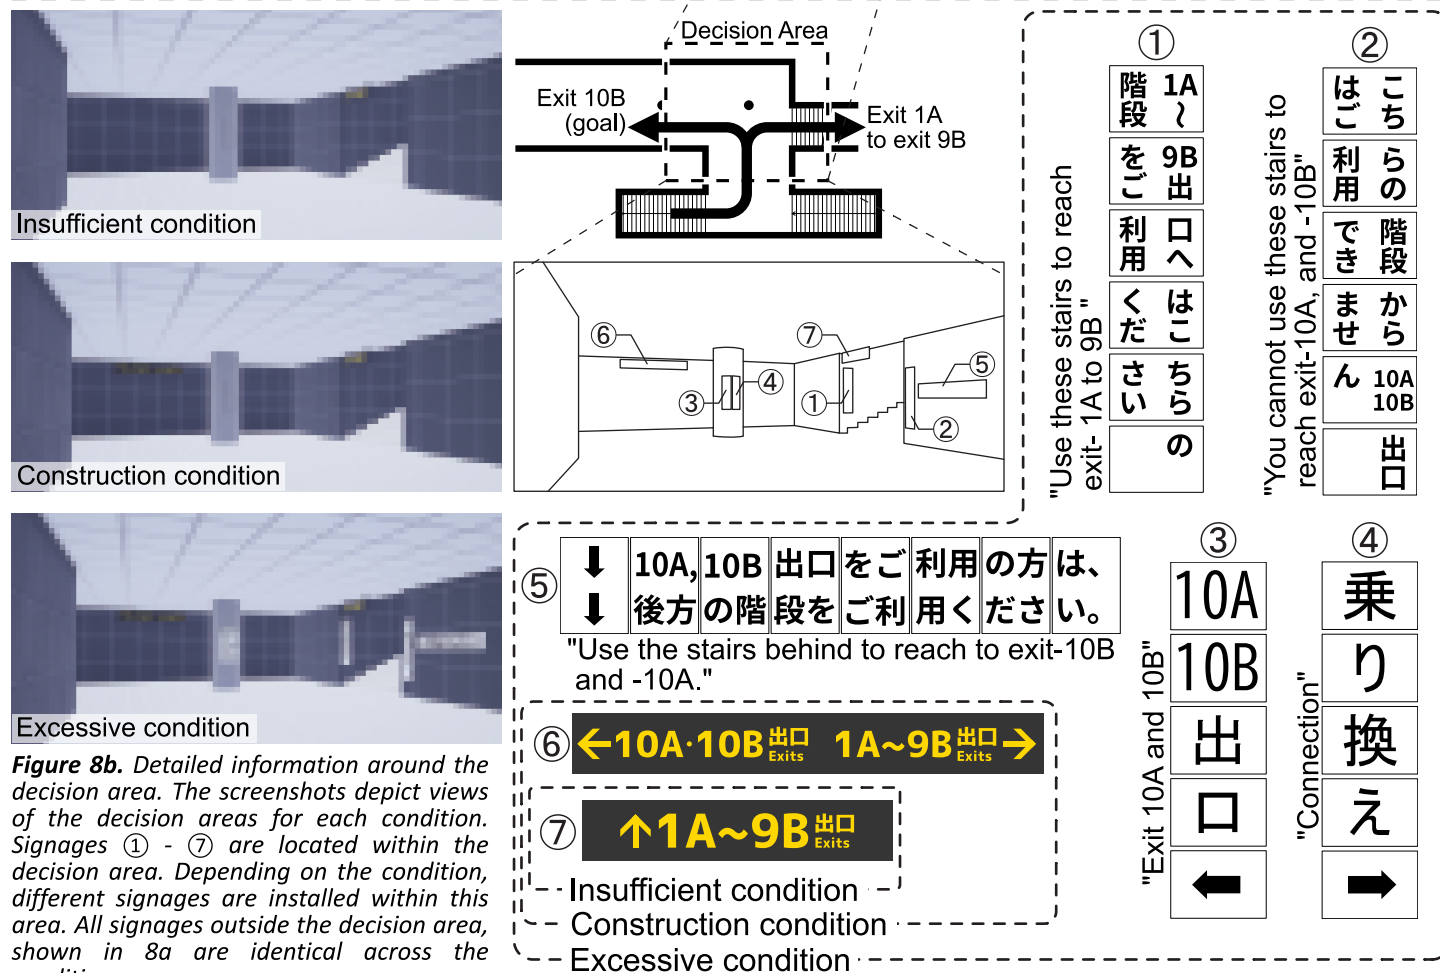 Insufficient condition
Construction condition
Excessive condition
Decision Area
Exit 10B
(goal)
Exit 1A
to exit 9B
⑥
⑦
③
④
①
⑤
②
①
1A〜
9B出
口へ
はこ
ちら
の
階段
をご
利用
くだ
さい
"Use these stairs to reach
exit- 1A to 9B "
②
こち
らの
階段
から
10A
10B
出口
はご
利用
でき
ませ
ん
"You cannot use these stairs to
reach exit-10A, and -10B"
③
10A
10B
出
口
⬅
"Exit 10A and 10B"
④
乗
り
換
え
➡
"Connection"
⑤
⬇ 10A, 10B 出口をご利用の方は、
⬇ 後方の階段をご利用ください。
"Use the stairs behind to reach to exit-10B
and -10A."
⑥
←10A·10B出口 Exits 1A~9B出口 Exits→
⑦
↑1A~9B出口 Exits
Insufficient condition
Construction condition
Excessive condition
Figure 8b. Detailed information around the
decision area. The screenshots depict views
of the decision areas for each condition.
Signages ① - ⑦ are located within the
decision area. Depending on the condition,
different signages are installed within this
area. All signages outside the decision area,
shown in 8a are identical across the